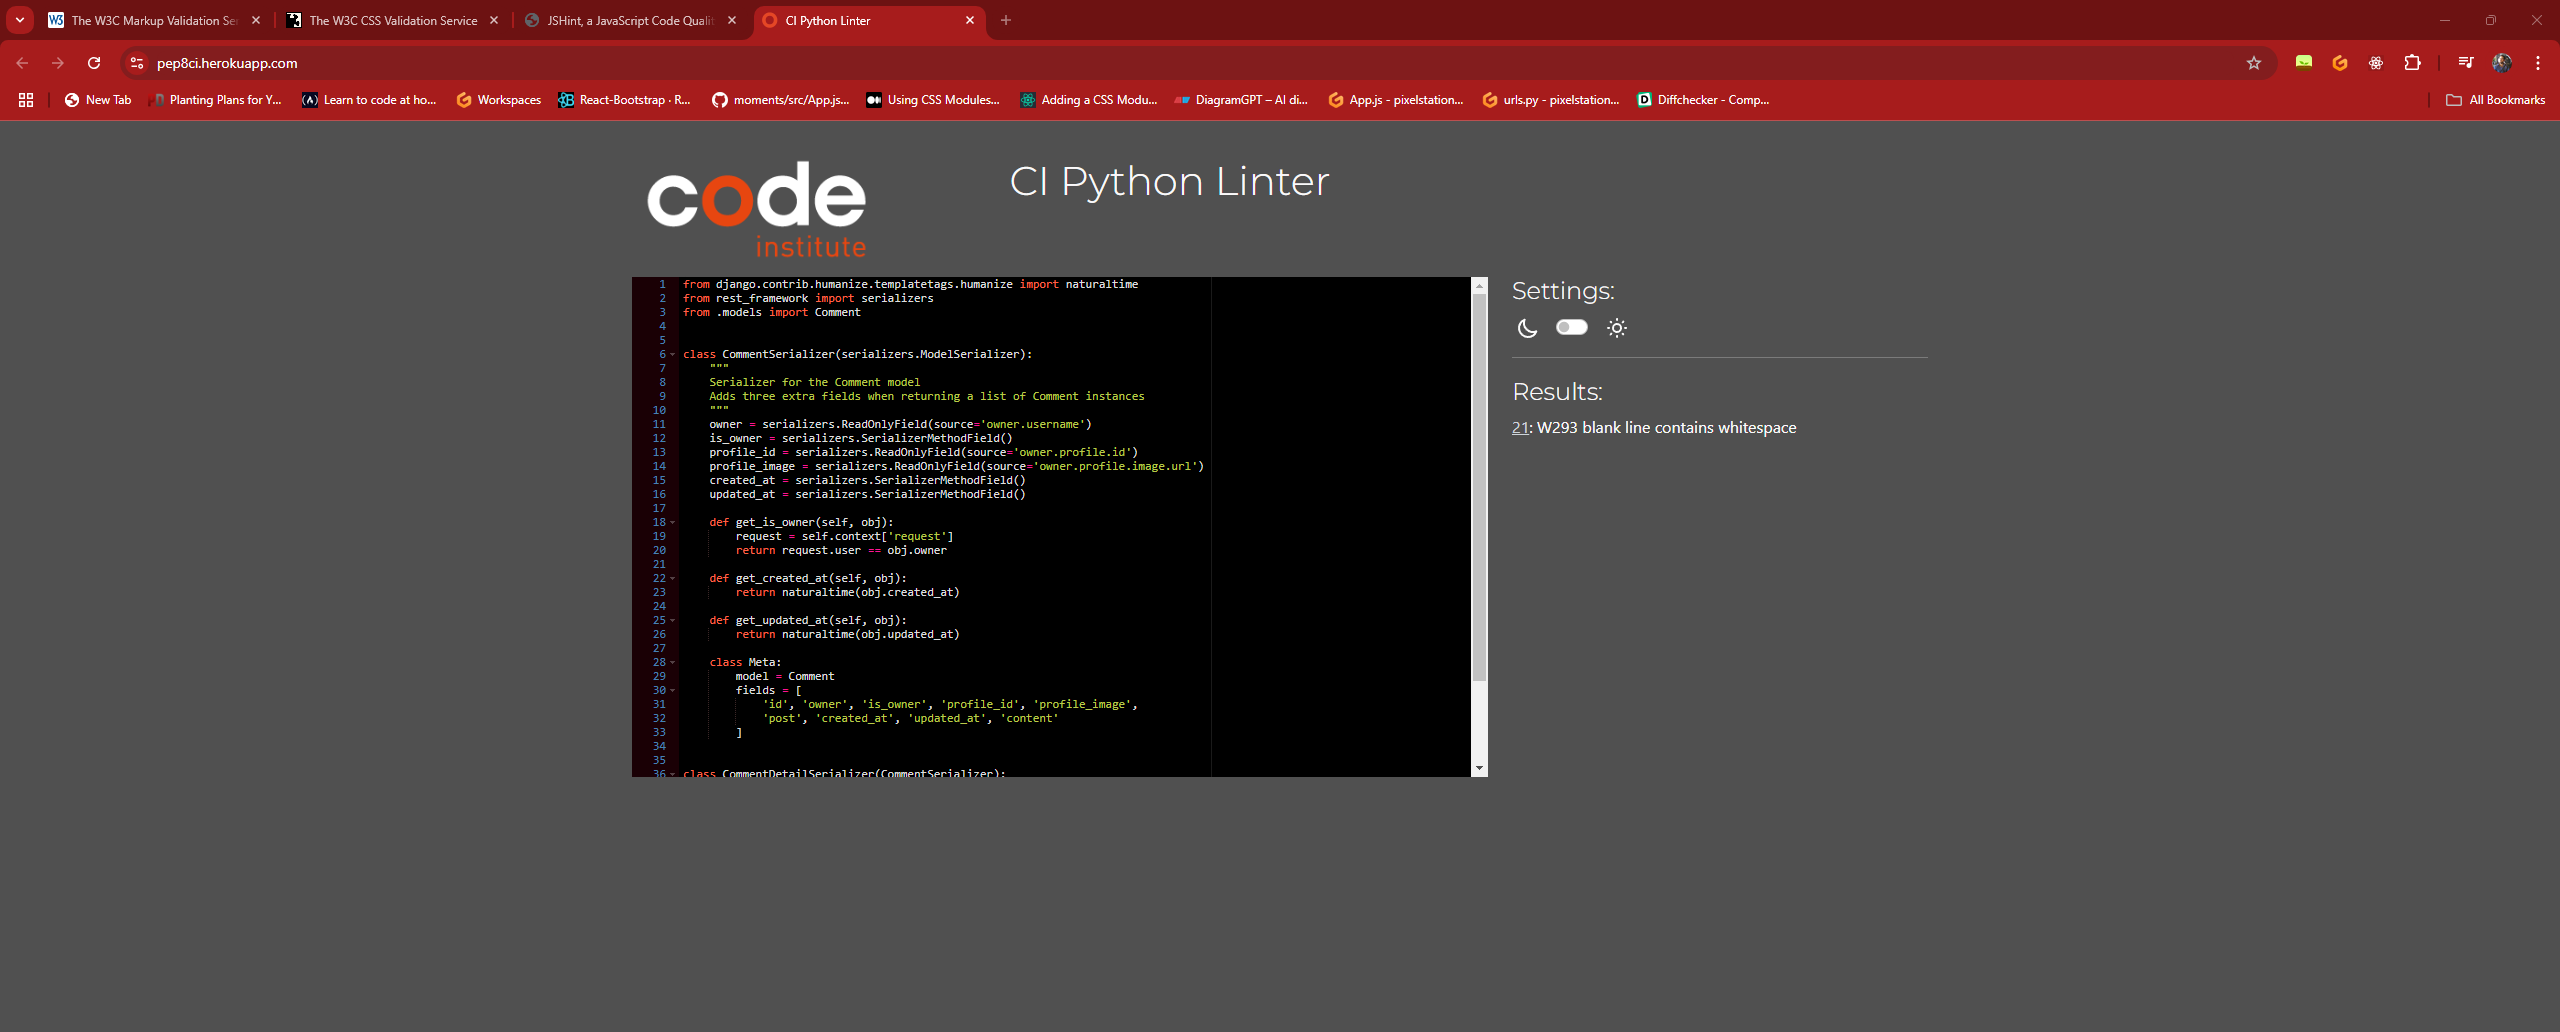 The W3C Markup Validation Se
The W3C CSS Validation Service
JSHint, a JavaScript Code Qualit
CI Python Linter
pep8ci.herokuapp.com
New Tab
Planting Plans for Y...
Learn to code at ho...
Workspaces
React-Bootstrap · R...
moments/src/App.js...
Using CSS Modules...
Adding a CSS Modu...
DiagramGPT – AI di...
App.js - pixelstation...
urls.py - pixelstation...
Diffchecker - Comp...
All Bookmarks
code
institute
CI Python Linter
1 from django.contrib.humanize.templatetags.humanize import naturaltime
2 from rest_framework import serializers
3 from .models import Comment
4
5
6 class CommentSerializer(serializers.ModelSerializer):
7     """
8     Serializer for the Comment model
9     Adds three extra fields when returning a list of Comment instances
10     """
11     owner = serializers.ReadOnlyField(source='owner.username')
12     is_owner = serializers.SerializerMethodField()
13     profile_id = serializers.ReadOnlyField(source='owner.profile.id')
14     profile_image = serializers.ReadOnlyField(source='owner.profile.image.url')
15     created_at = serializers.SerializerMethodField()
16     updated_at = serializers.SerializerMethodField()
17
18     def get_is_owner(self, obj):
19         request = self.context['request']
20         return request.user == obj.owner
21
22     def get_created_at(self, obj):
23         return naturaltime(obj.created_at)
24
25     def get_updated_at(self, obj):
26         return naturaltime(obj.updated_at)
27
28     class Meta:
29         model = Comment
30         fields = [
31             'id', 'owner', 'is_owner', 'profile_id', 'profile_image',
32             'post', 'created_at', 'updated_at', 'content'
33         ]
34
35
36 class CommentDetailSerializer(CommentSerializer):
Settings:
Results:
21: W293 blank line contains whitespace